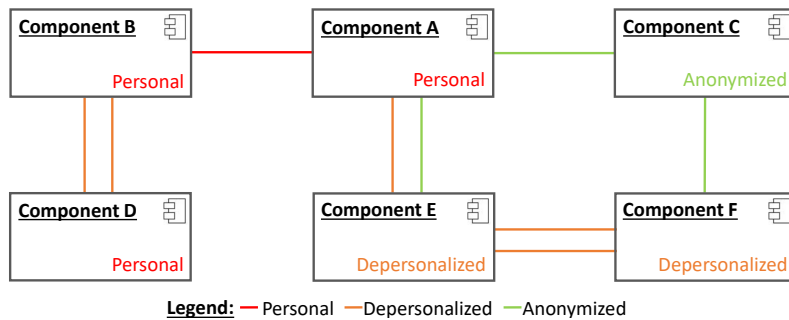 Component B
Personal
Component A
Personal
Component C
Anonymized
Component D
Personal
Component E
Depersonalized
Component F
Depersonalized
Legend: Personal Depersonalized Anonymized